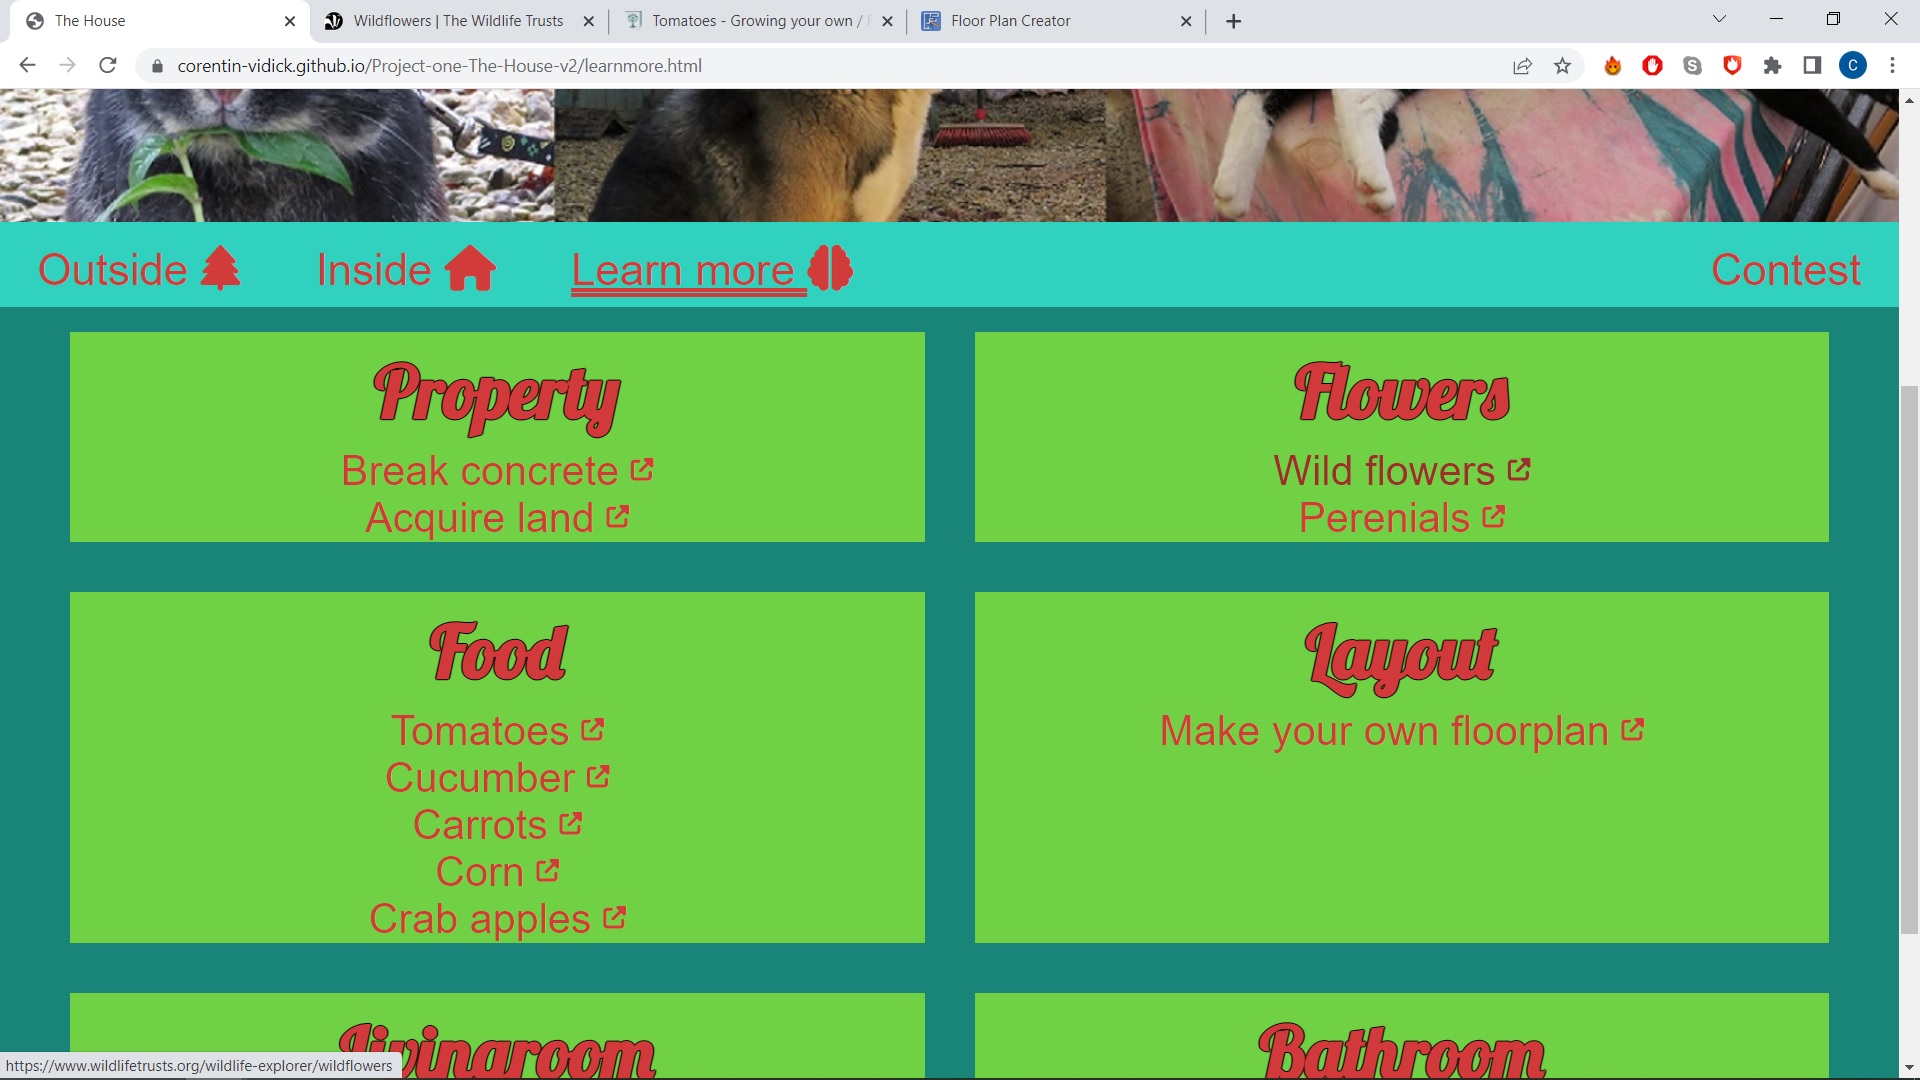 The House
Wildflowers | The Wildlife Trusts
Tomatoes - Growing your own /
Floor Plan Creator
corentin-vidick.github.io/Project-one-The-House-v2/learnmore.html
C
Outside
Inside
Learn more
Contest
Property
Break concrete
Acquire land
Flowers
Wild flowers
Perenials
Food
Tomatoes
Cucumber
Carrots
Corn
Crab apples
Layout
Make your own floorplan
Livingroom
Bathroom
https://www.wildlifetrusts.org/wildlife-explorer/wildflowers